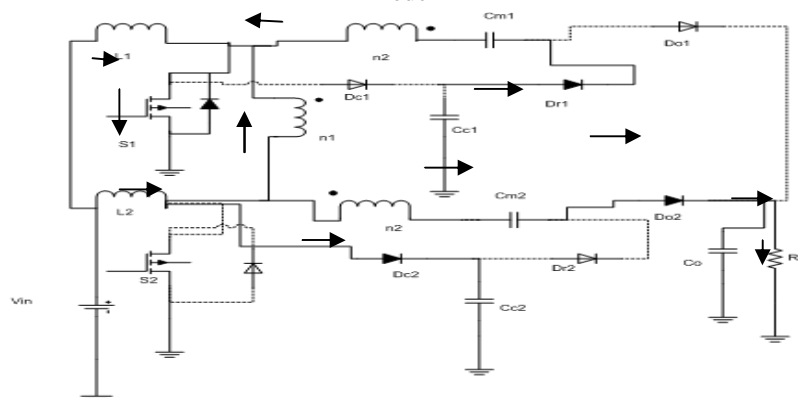 Cm1
Do1
L1
n2
Dc1
Dr1
Cc1
S1
n1
Cm2
L2
n2
Do2
Co
R
Dc2
Dr2
S2
Vin
Cc2